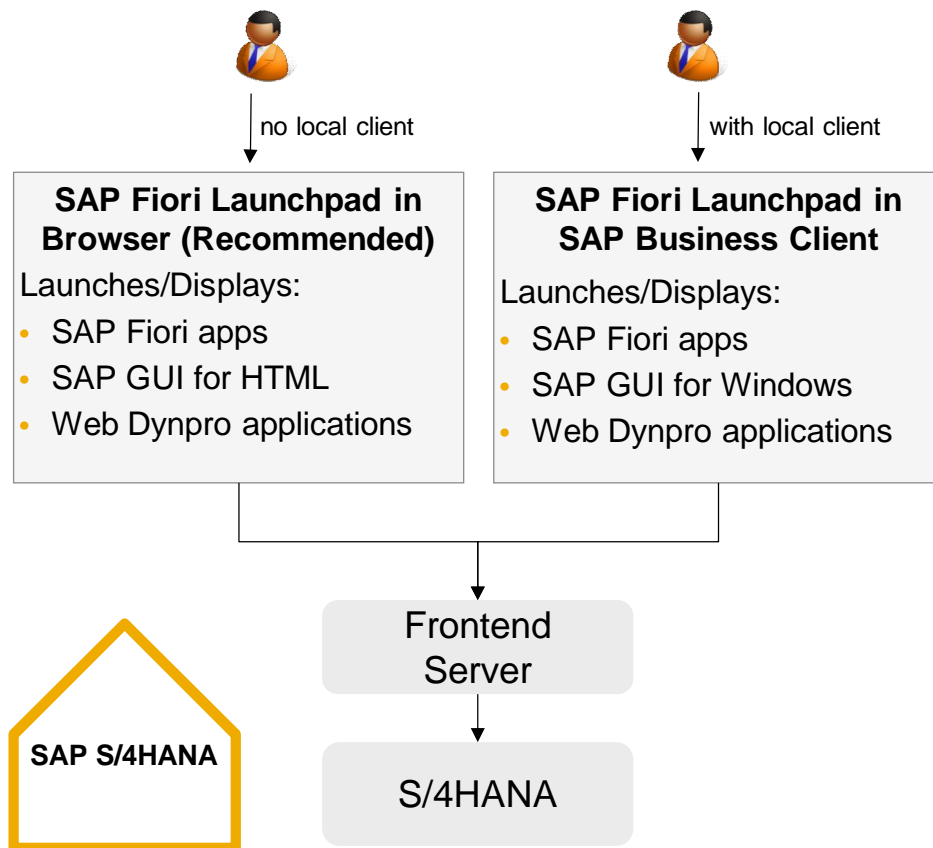 no local client
with local client
SAP Fiori Launchpad in
Browser (Recommended)
Launches/Displays:
• SAP Fiori apps
• SAP GUI for HTML
• Web Dynpro applications
SAP Fiori Launchpad in
SAP Business Client
Launches/Displays:
• SAP Fiori apps
• SAP GUI for Windows
• Web Dynpro applications
Frontend
Server
SAP S/4HANA
S/4HANA